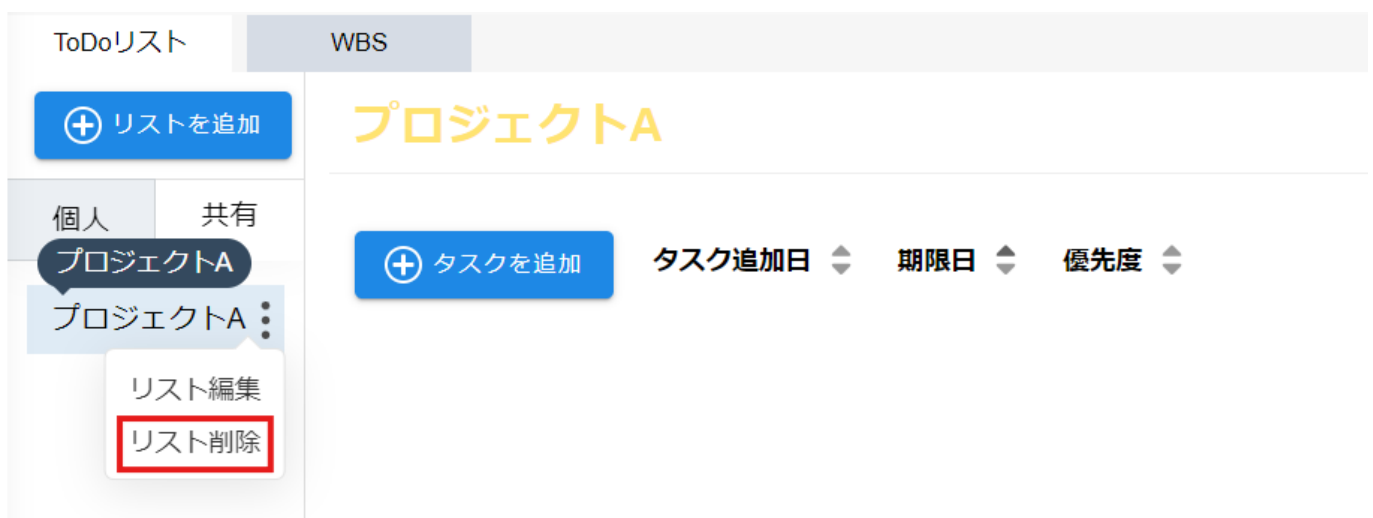 ToDoリスト
WBS
リストを追加
プロジェクトA
個人
共有
プロジェクトA
タスクを追加
タスク追加日
期限日
優先度
プロジェクトA
リスト編集
リスト削除